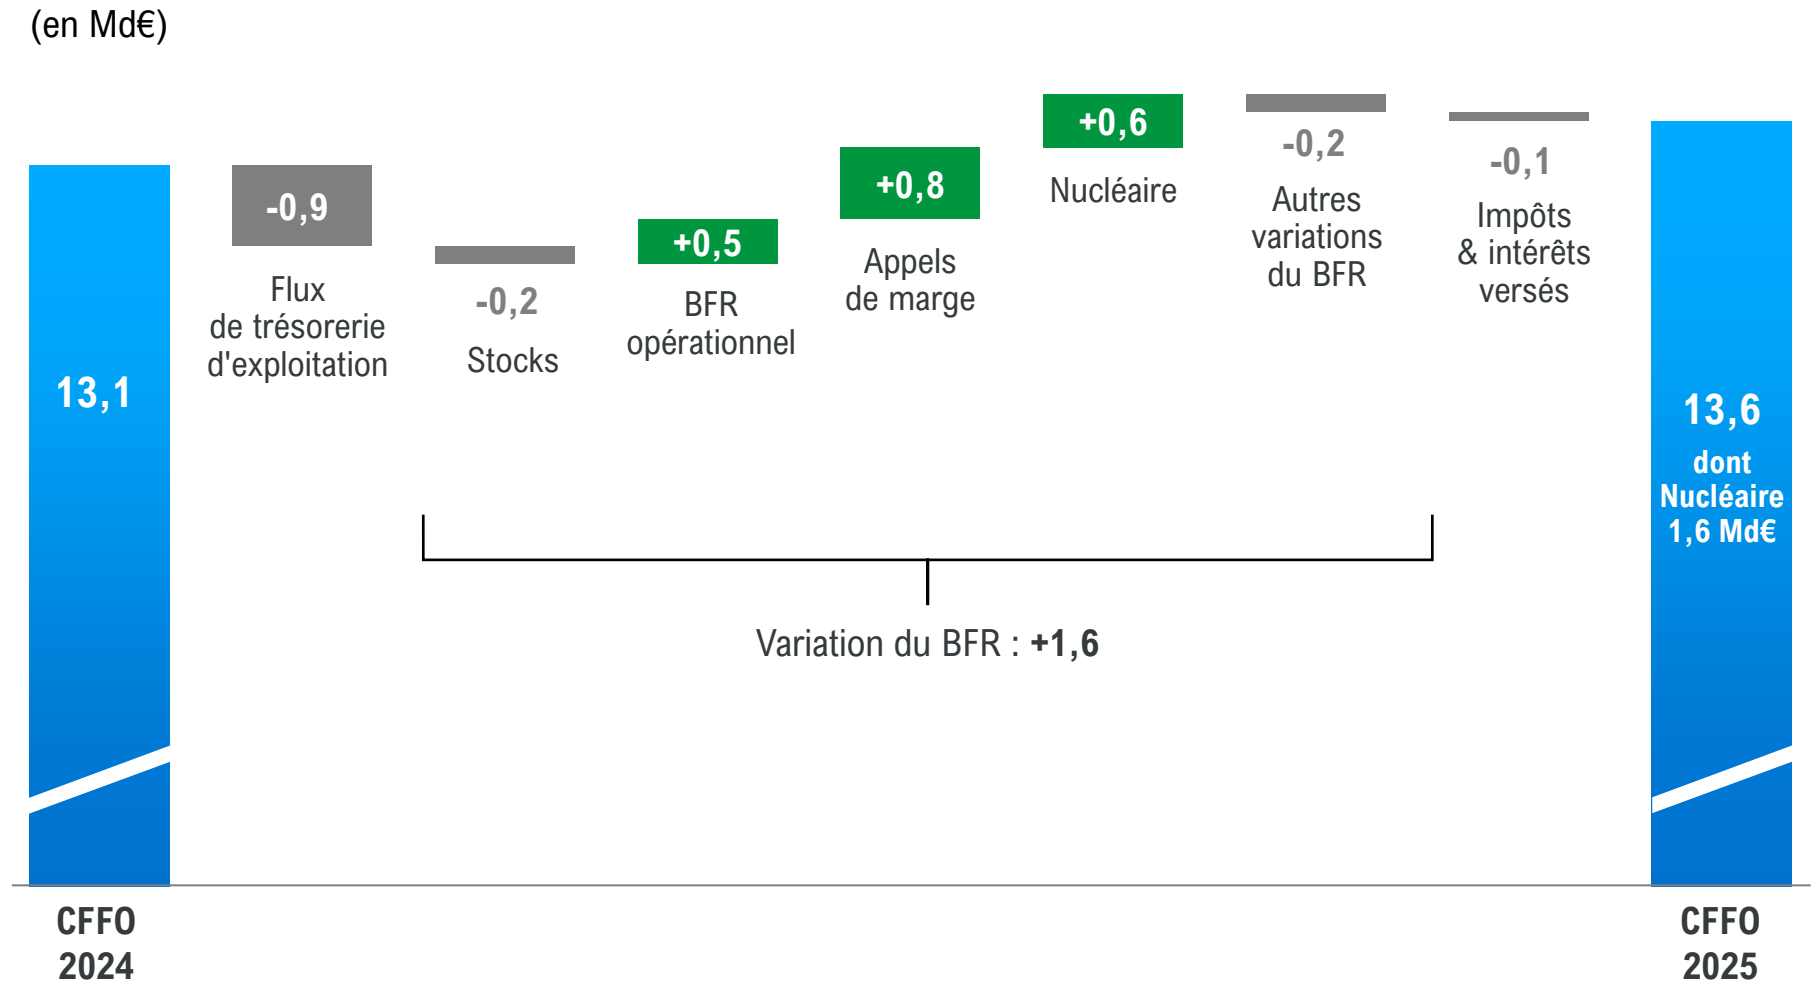 (en Md€)
13,1
-0,9
Flux
de trésorerie
d'exploitation
-0,2
Stocks
+0,5
BFR
opérationnel
+0,8
Appels
de marge
+0,6
Nucléaire
-0,2
Autres
variations
du BFR
-0,1
Impôts
& intérêts
versés
13,6
dont
Nucléaire
1,6 Md€
Variation du BFR : +1,6
CFFO
2024
CFFO
2025